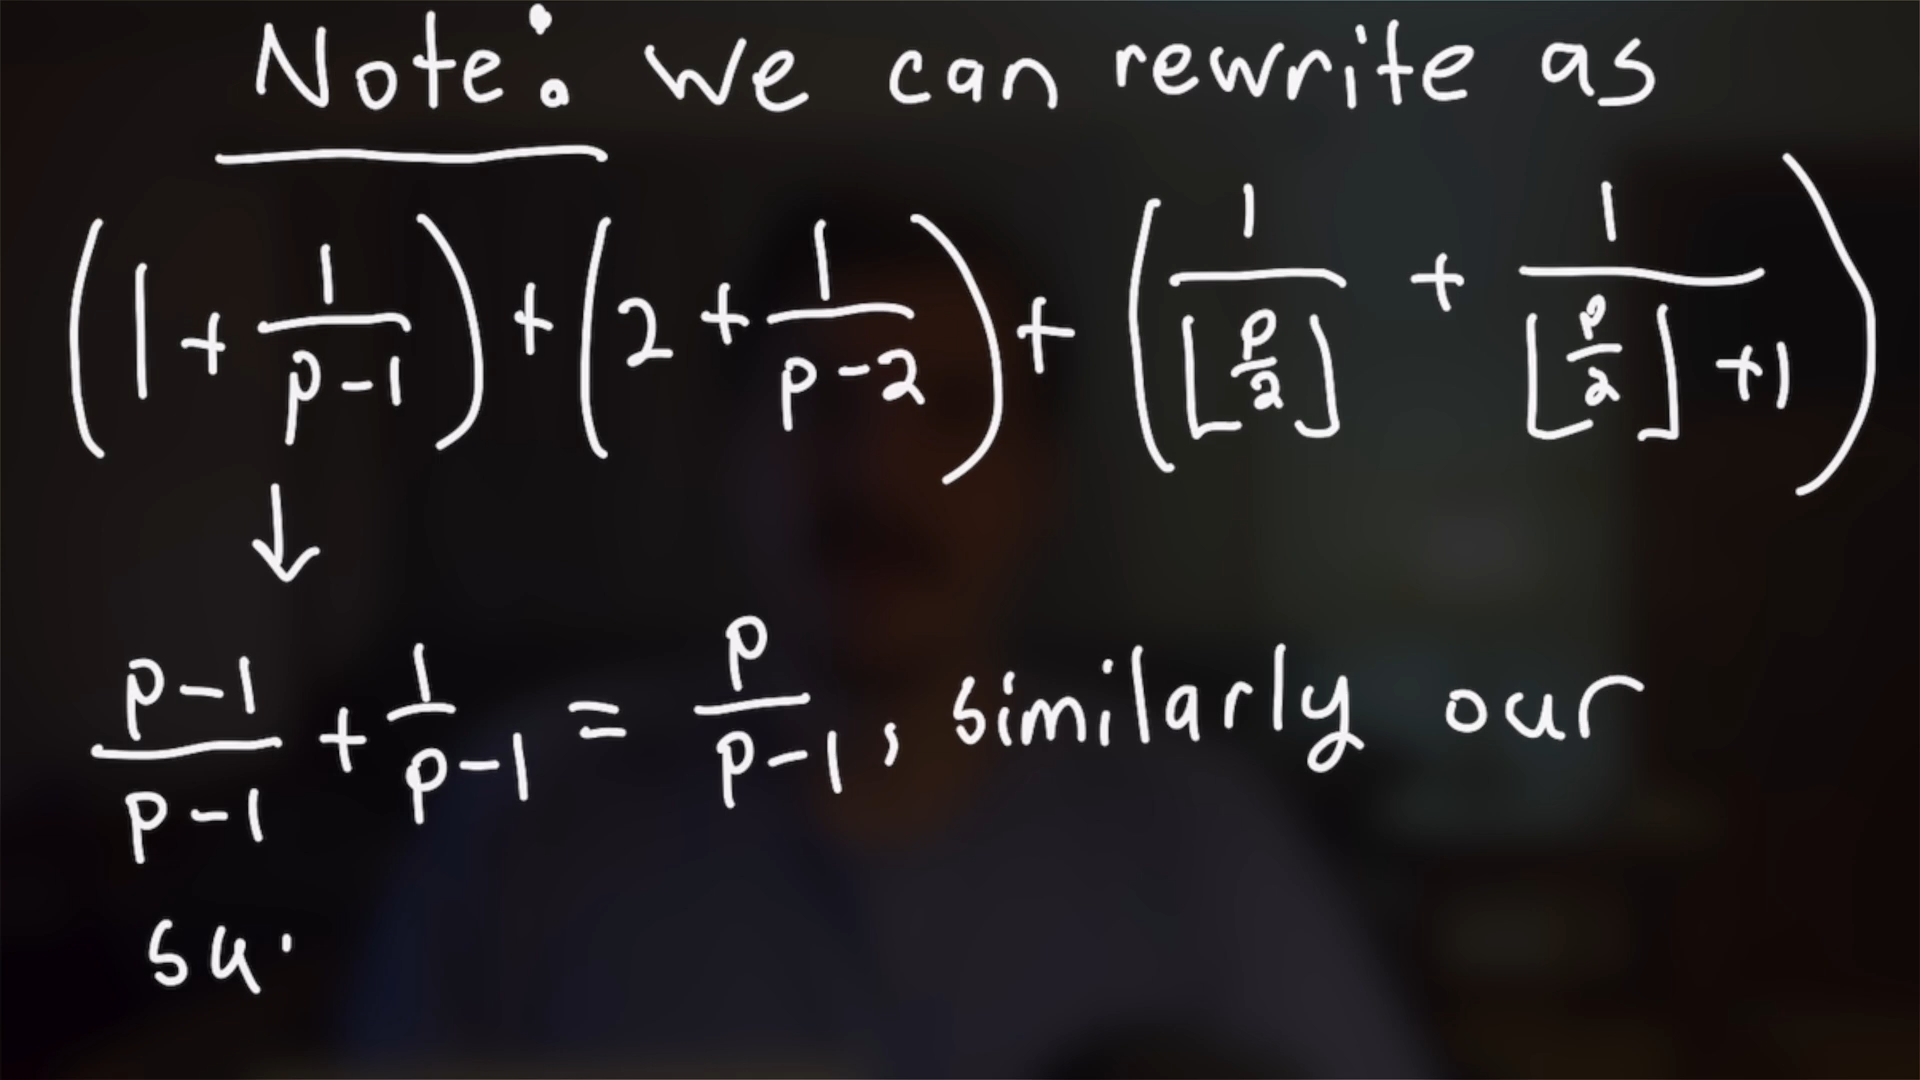 Note: we can rewrite as
(1 + 1/(p-1)) + (2 + 1/(p-2)) + (1/⌊p/2⌋ + 1/(⌊p/2⌋+1))
↓
(p-1)/(p-1) + 1/(p-1) = p/(p-1), similarly our
su